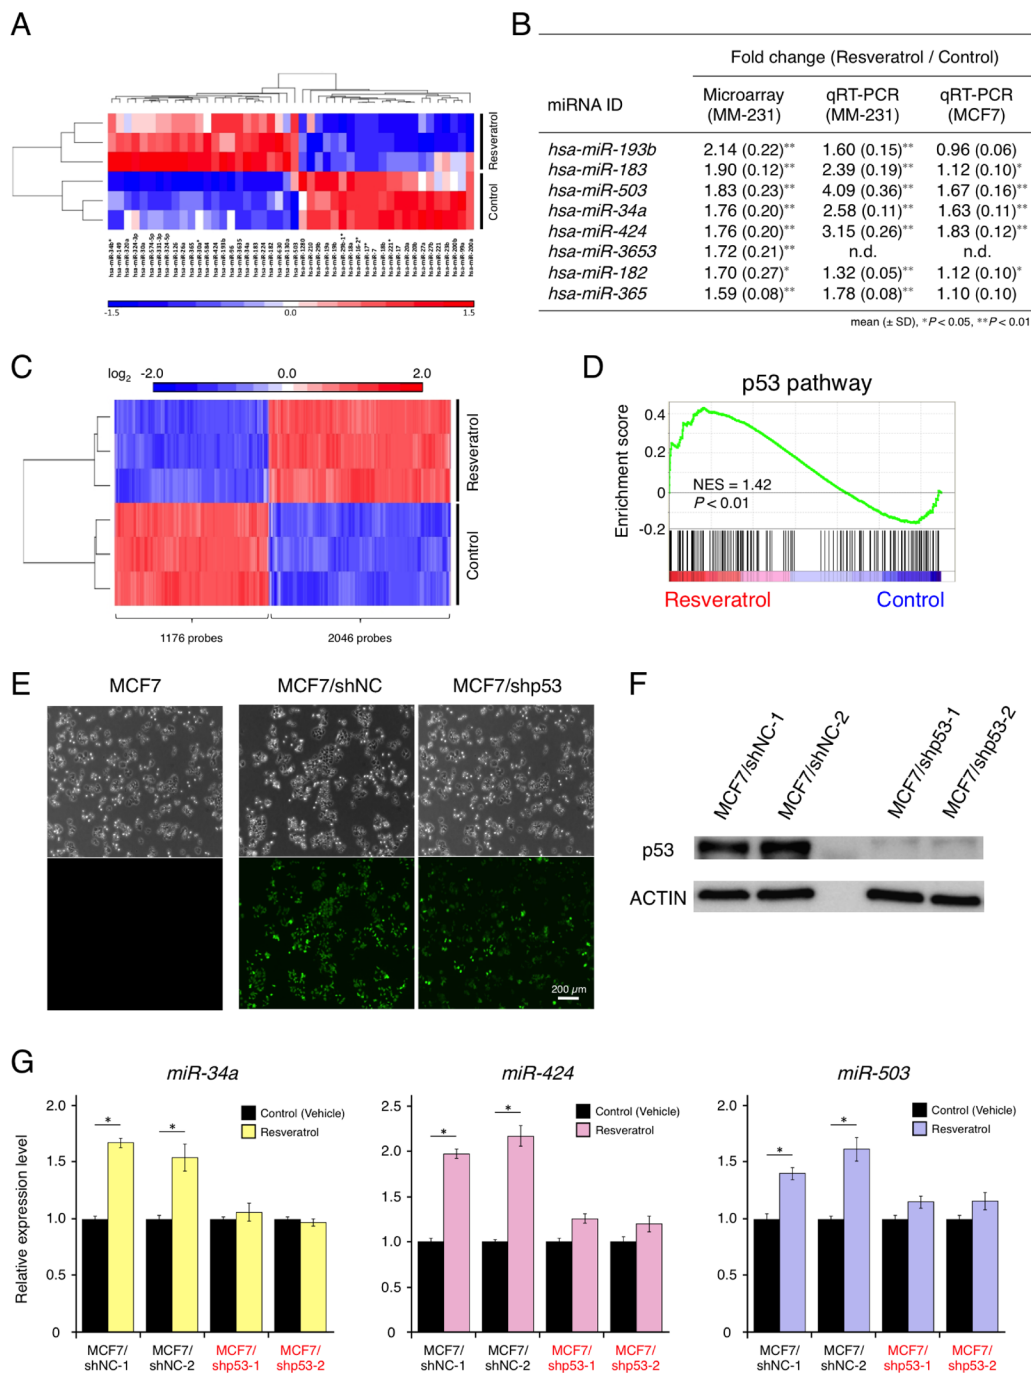 A
Resveratrol
Control
-1.5
0.0
1.5
B
Fold change (Resveratrol / Control)
miRNA ID
Microarray (MM-231)
qRT-PCR (MM-231)
qRT-PCR (MCF7)
hsa-miR-193b 2.14 (0.22)** 1.60 (0.15)** 0.96 (0.06)
hsa-miR-183 1.90 (0.12)** 2.39 (0.19)** 1.12 (0.10)*
hsa-miR-503 1.83 (0.23)** 4.09 (0.36)** 1.67 (0.16)**
hsa-miR-34a 1.76 (0.20)** 2.58 (0.11)** 1.63 (0.11)**
hsa-miR-424 1.76 (0.20)** 3.15 (0.26)** 1.83 (0.12)**
hsa-miR-3653 1.72 (0.21)** n.d. n.d.
hsa-miR-182 1.70 (0.27)* 1.32 (0.05)** 1.12 (0.10)*
hsa-miR-365 1.59 (0.08)** 1.78 (0.08)** 1.10 (0.10)
mean (± SD), *P < 0.05, **P < 0.01
C
log2 -2.0 0.0 2.0
Resveratrol
Control
1176 probes
2046 probes
D
p53 pathway
Enrichment score
0.4
0.2
0
-0.2
NES = 1.42
P < 0.01
Resveratrol
Control
E
MCF7
MCF7/shNC
MCF7/shp53
200 µm
F
MCF7/shNC-1
MCF7/shNC-2
MCF7/shp53-1
MCF7/shp53-2
p53
ACTIN
G
Relative expression level
miR-34a
2.0
1.5
1.0
0.5
0
*
*
Control (Vehicle)
Resveratrol
MCF7/ shNC-1
MCF7/ shNC-2
MCF7/ shp53-1
MCF7/ shp53-2
miR-424
2.5
2.0
1.5
1.0
0.5
0
*
*
Control (Vehicle)
Resveratrol
MCF7/ shNC-1
MCF7/ shNC-2
MCF7/ shp53-1
MCF7/ shp53-2
miR-503
2.0
1.5
1.0
0.5
0
*
*
Control (Vehicle)
Resveratrol
MCF7/ shNC-1
MCF7/ shNC-2
MCF7/ shp53-1
MCF7/ shp53-2